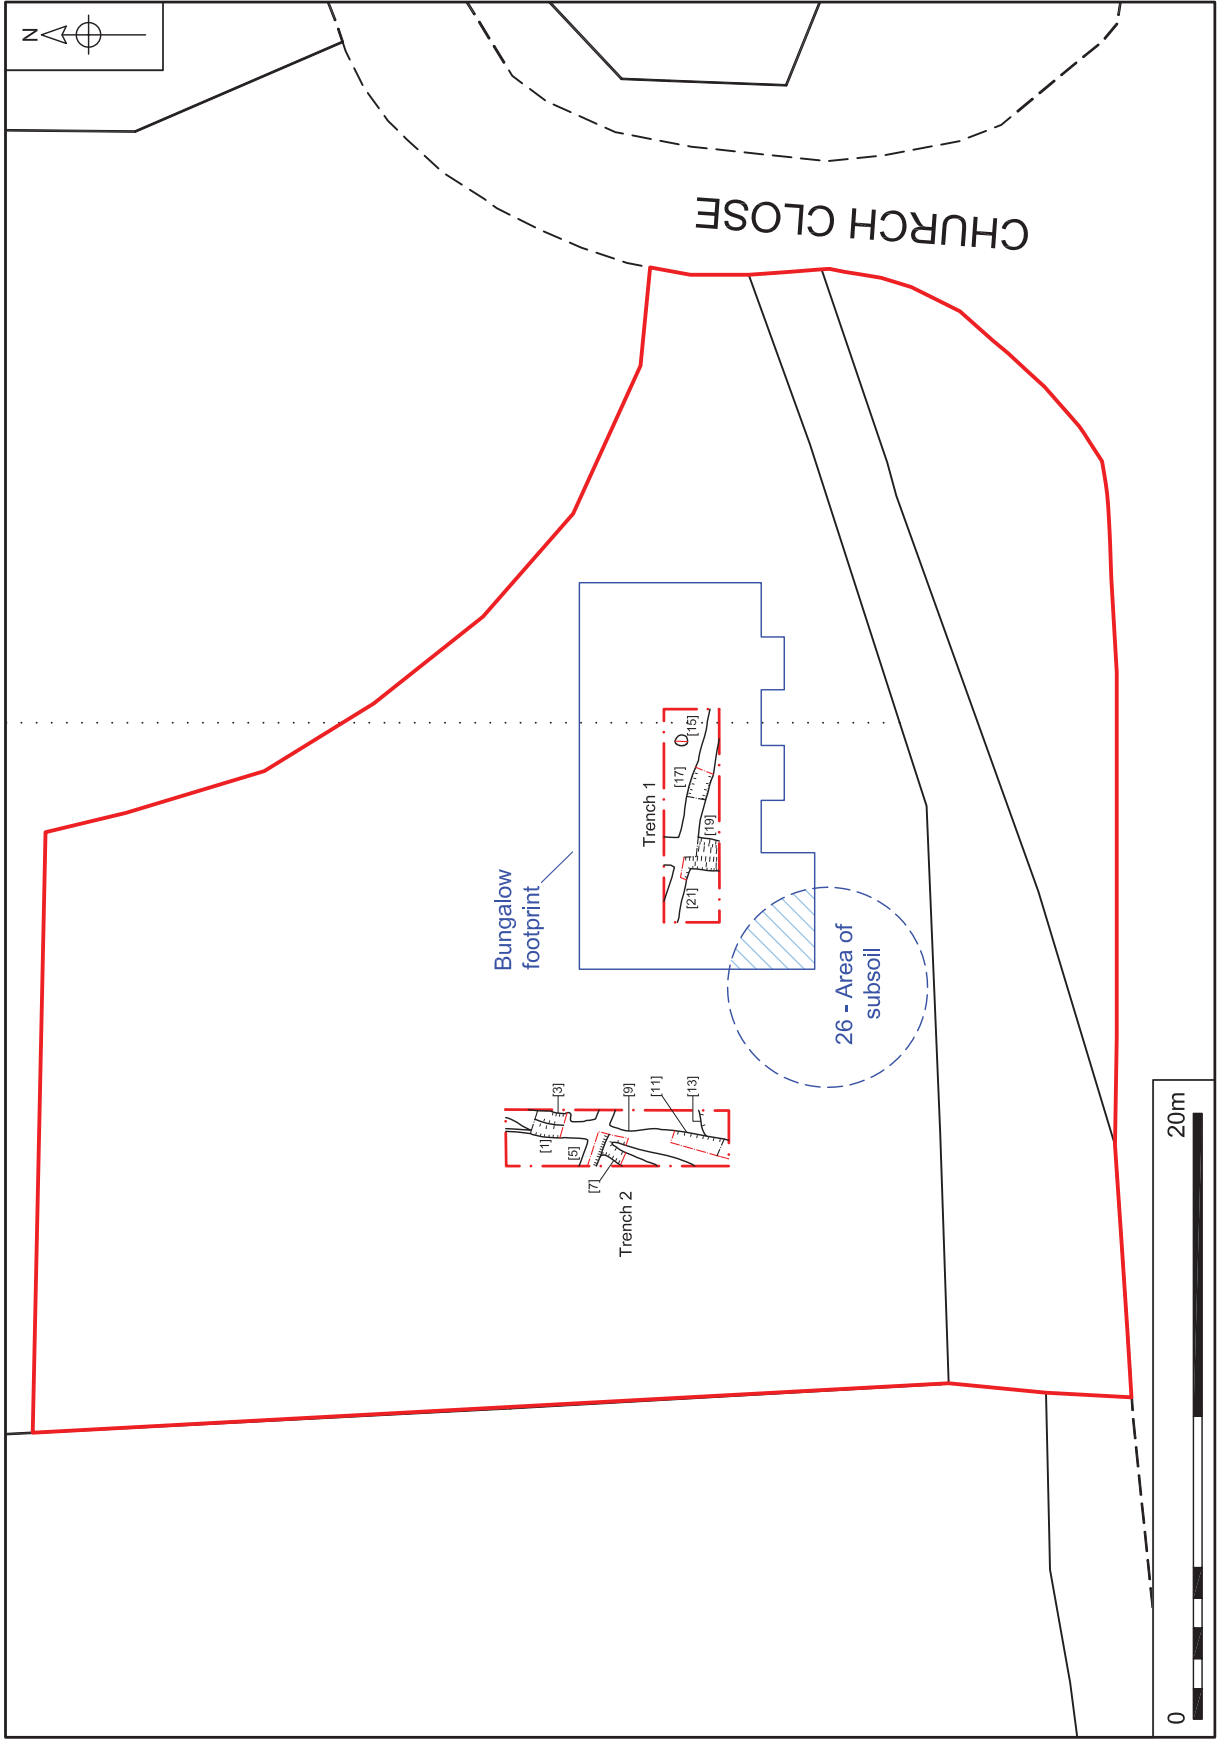 N
CHURCH CLOSE
Bungalow
footprint
Trench 1
[15]
[17]
[19]
[21]
26 - Area of
subsoil
[1]
[3]
[5]
[7]
[9]
[11]
[13]
Trench 2
0
20m